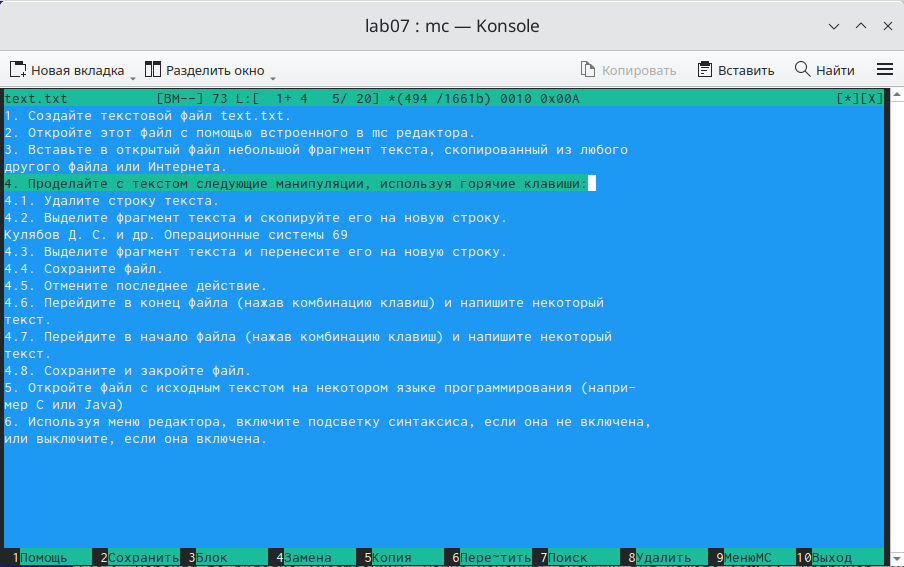 lab07 : mc — Konsole
Новая вкладка Разделить окно Копировать Вставить Найти
text.txt [BM--] 73 L:[ 1+ 4 5/ 20] *(494 /1661b) 0010 0x00A [*][X]
1. Создайте текстовой файл text.txt.
2. Откройте этот файл с помощью встроенного в mc редактора.
3. Вставьте в открытый файл небольшой фрагмент текста, скопированный из любого
другого файла или Интернета.
4. Проделайте с текстом следующие манипуляции, используя горячие клавиши:
4.1. Удалите строку текста.
4.2. Выделите фрагмент текста и скопируйте его на новую строку.
Кулябов Д. С. и др. Операционные системы 69
4.3. Выделите фрагмент текста и перенесите его на новую строку.
4.4. Сохраните файл.
4.5. Отмените последнее действие.
4.6. Перейдите в конец файла (нажав комбинацию клавиш) и напишите некоторый
текст.
4.7. Перейдите в начало файла (нажав комбинацию клавиш) и напишите некоторый
текст.
4.8. Сохраните и закройте файл.
5. Откройте файл с исходным текстом на некотором языке программирования (напри-
мер C или Java)
6. Используя меню редактора, включите подсветку синтаксиса, если она не включена,
или выключите, если она включена.
1Помощь 2Сохранить 3Блок 4Замена 5Копия 6Пере~тить 7Поиск 8Удалить 9МенюМС 10Выход